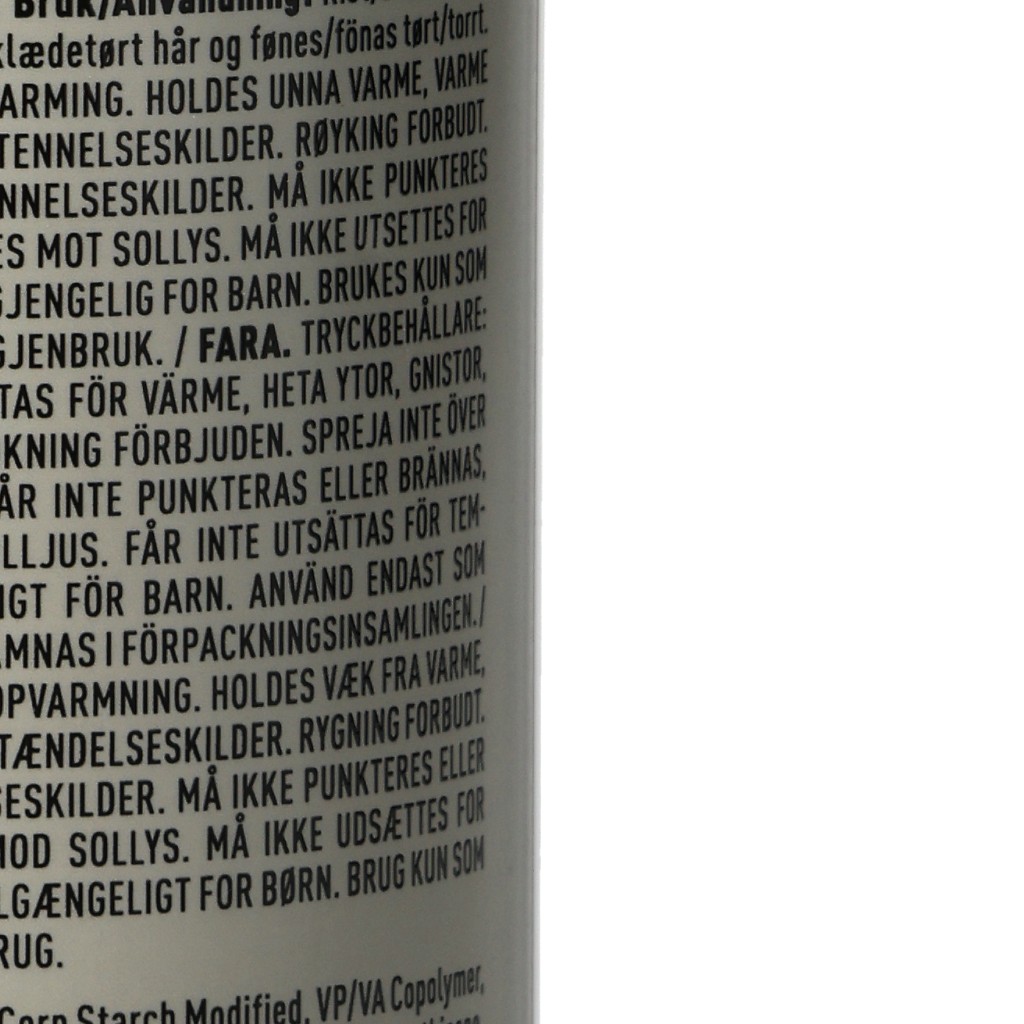 Bruk/Användning:
klædetørt hår og fønes/fönas tørt/torrt.
ARMING. HOLDES UNNA VARME, VARME
TENNELSESKILDER. RØYKING FORBUDT.
NNELSESKILDER. MÅ IKKE PUNKTERES
ES MOT SOLLYS. MÅ IKKE UTSETTES FOR
GJENGELIG FOR BARN. BRUKES KUN SOM
GJENBRUK. / FARA. TRYCKBEHÅLLARE:
TAS FÖR VÄRME, HETA YTOR, GNISTOR,
KNING FÖRBJUDEN. SPREJA INTE ÖVER
ÅR INTE PUNKTERAS ELLER BRÄNNAS,
LLJUS. FÅR INTE UTSÄTTAS FÖR TEM-
IGT FÖR BARN. ANVÄND ENDAST SOM
ÄMNAS I FÖRPACKNINGSINSAMLINGEN./
OPVARMNING. HOLDES VÆK FRA VARME,
TÆNDELSESKILDER. RYGNING FORBUDT.
SESKILDER. MÅ IKKE PUNKTERES ELLER
MOD SOLLYS. MÅ IKKE UDSÆTTES FOR
LGÆNGELIGT FOR BØRN. BRUG KUN SOM
RUG.
Corn Starch Modified, VP/VA Copolymer,